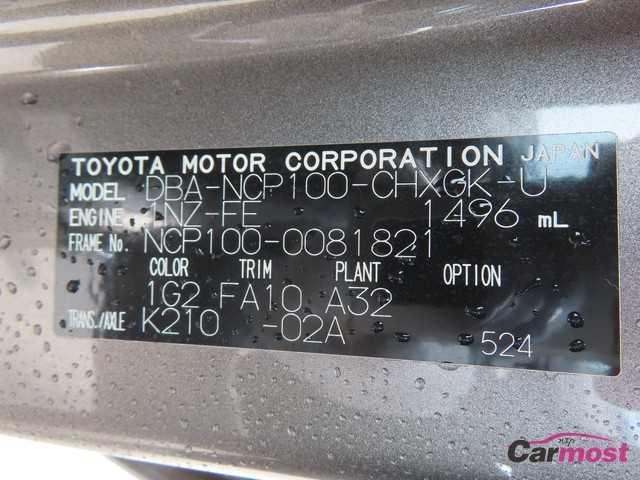 TOYOTA MOTOR CORPORATION JAPAN
MODEL DBA-NCP100-CHXGK-U
ENGINE 1NZ-FE 1496 mL
FRAME No. NCP100-0081821
COLOR TRIM PLANT OPTION
1G2 FA10 A32
TRANS./AXLE K210 -02A
524
Carmost